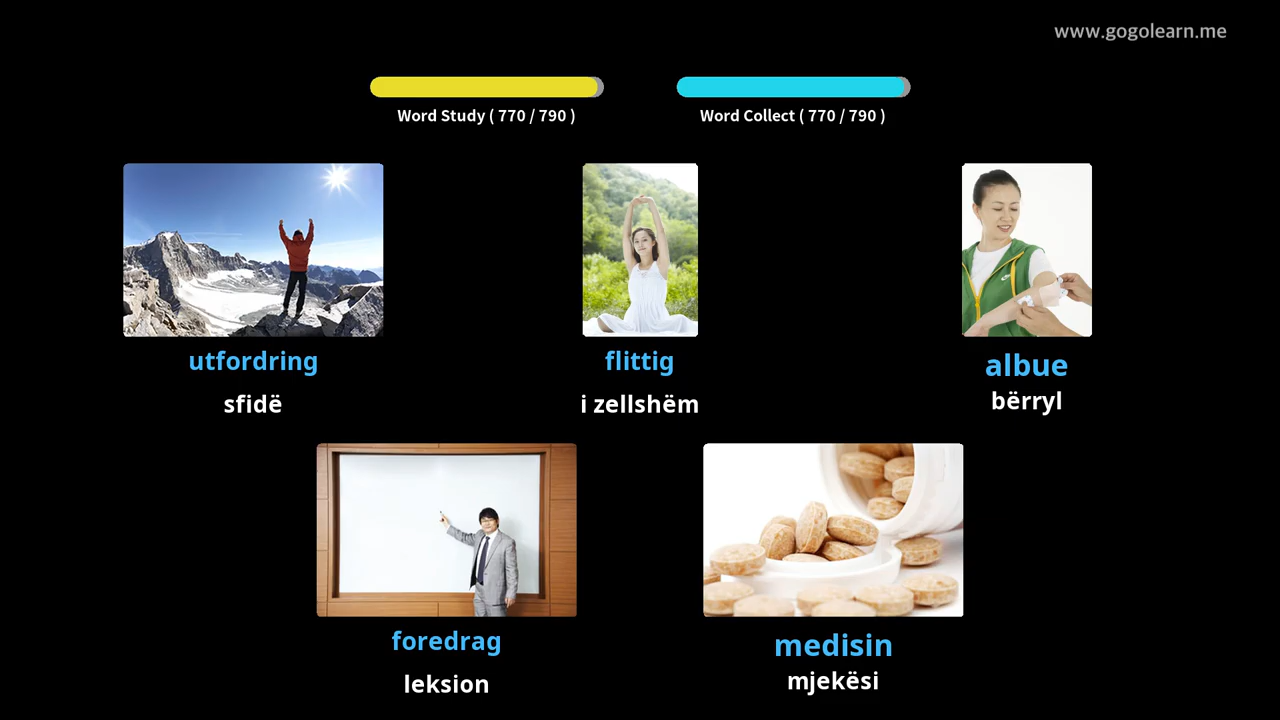 www.gogolearn.me
Word Study ( 770 / 790 )
Word Collect ( 770 / 790 )
utfordring
sfidë
flittig
i zellshëm
albue
bërryl
foredrag
leksion
medisin
mjekësi